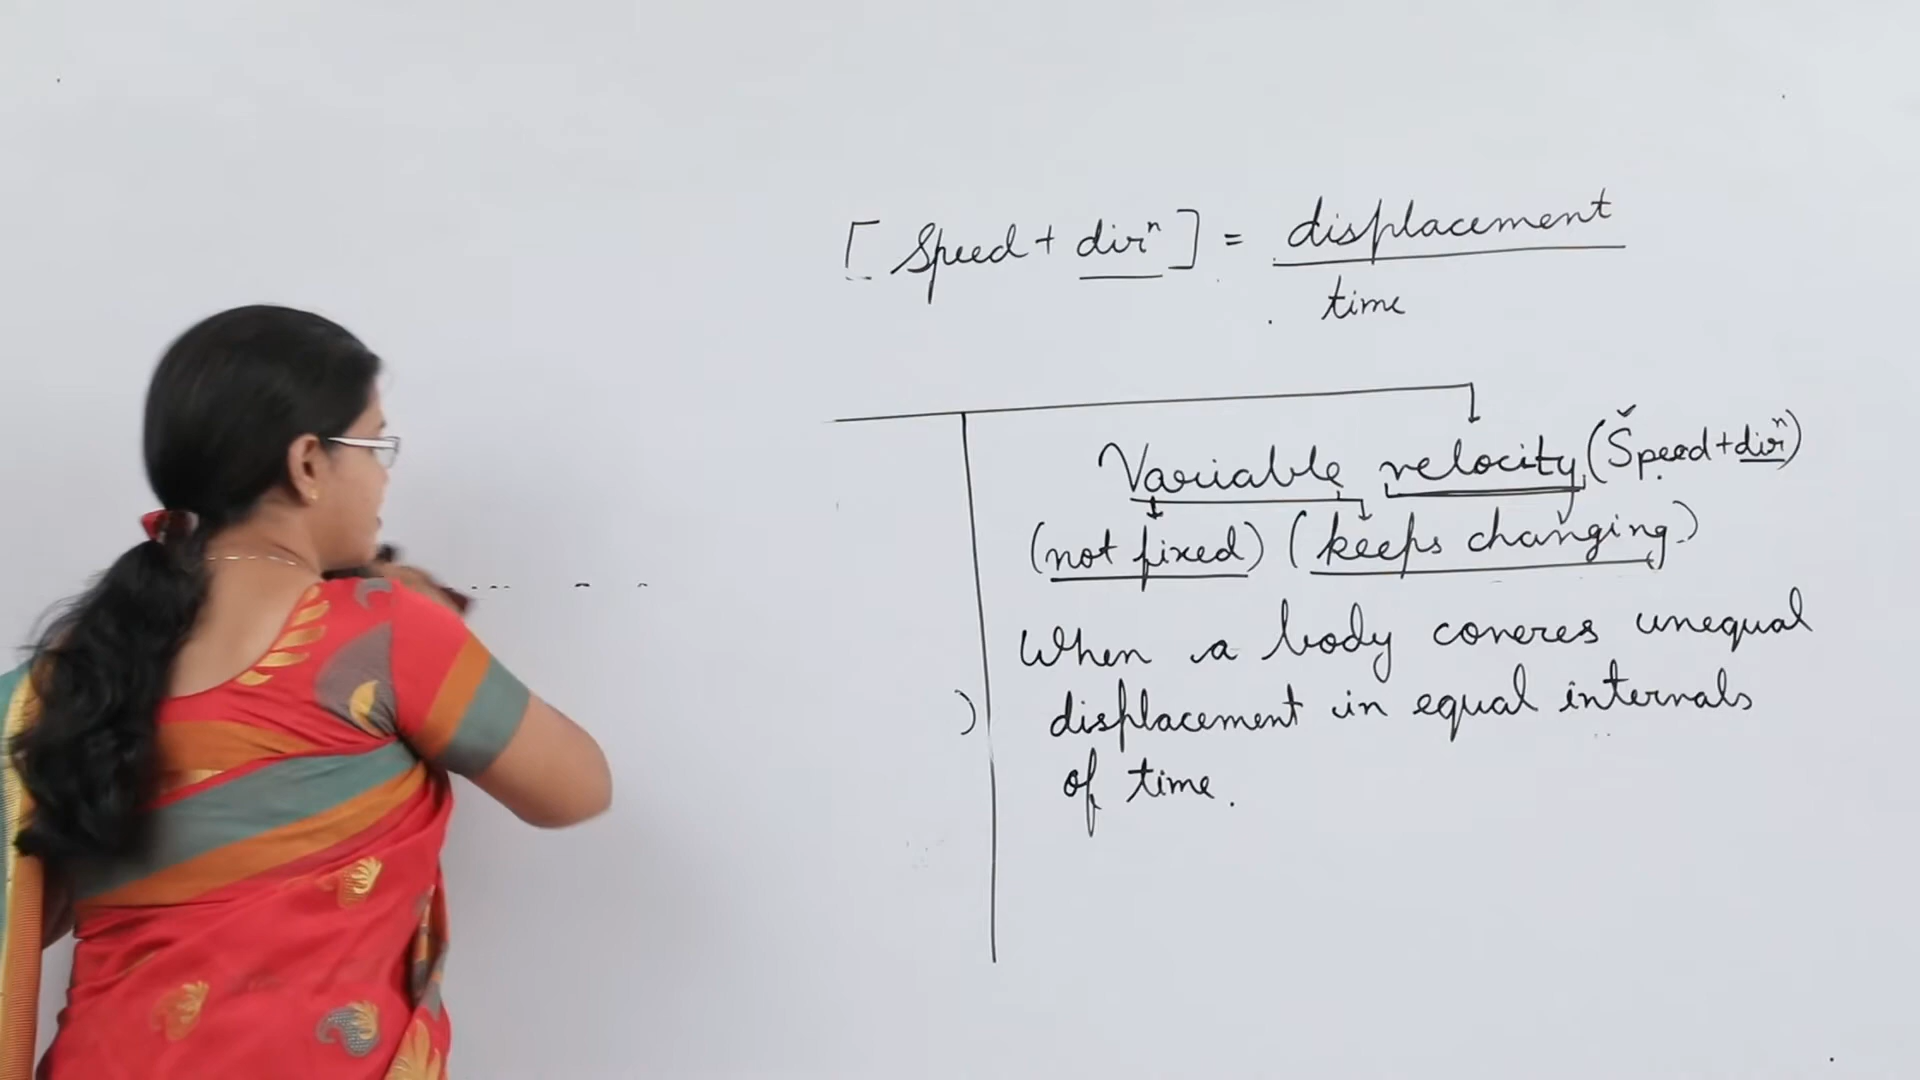 [ Speed + dirⁿ ] = displacement
time
Variable velocity (Speed + dirⁿ)
(not fixed) (keeps changing)
When a body coveres unequal
displacement in equal intervals
of time.